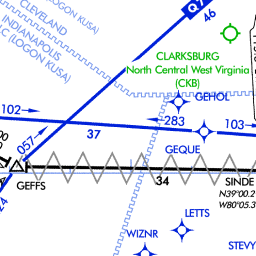 CLEVELAND
C (LOGON KUSA)
INDIANAPOLIS
C (LOGON KUSA)
46
CLARKSBURG
North Central West Virginia
(CKB)
GEHOL
102
283
103
057
37
GEQUE
GEFFS
34
SINDE
N39°00.2
W80°05.3
24
LETTS
WIZNR
STEVY